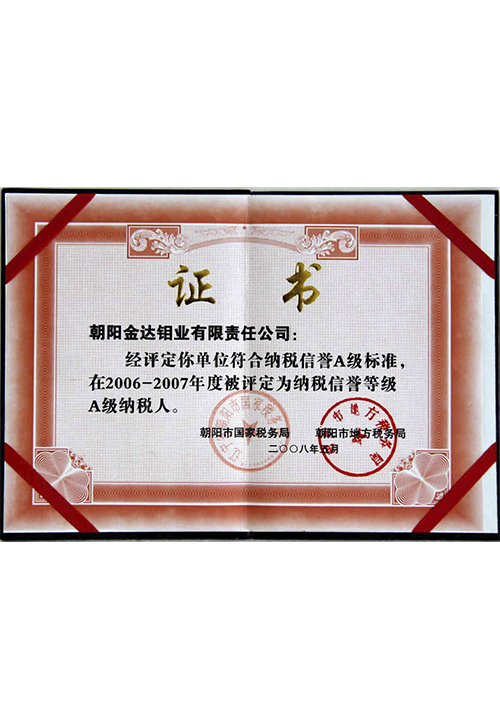 证 书
朝阳金达钼业有限责任公司：
经评定你单位符合纳税信誉A级标准，
在2006-2007年度被评定为纳税信誉等级
A级纳税人。
朝阳市国家税务局 朝阳市地方税务局
二〇〇八年五月